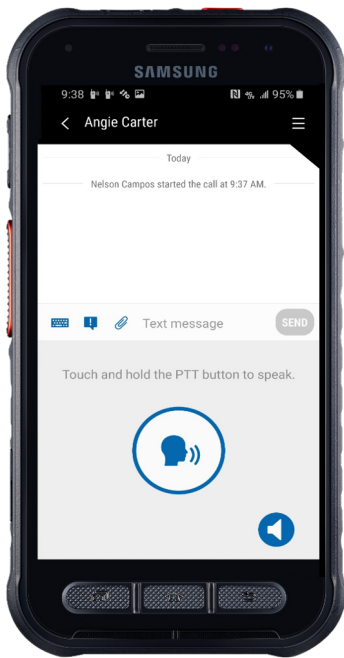 SAMSUNG
9:38 95%
Angie Carter
Today
Nelson Campos started the call at 9:37 AM.
Text message SEND
Touch and hold the PTT button to speak.